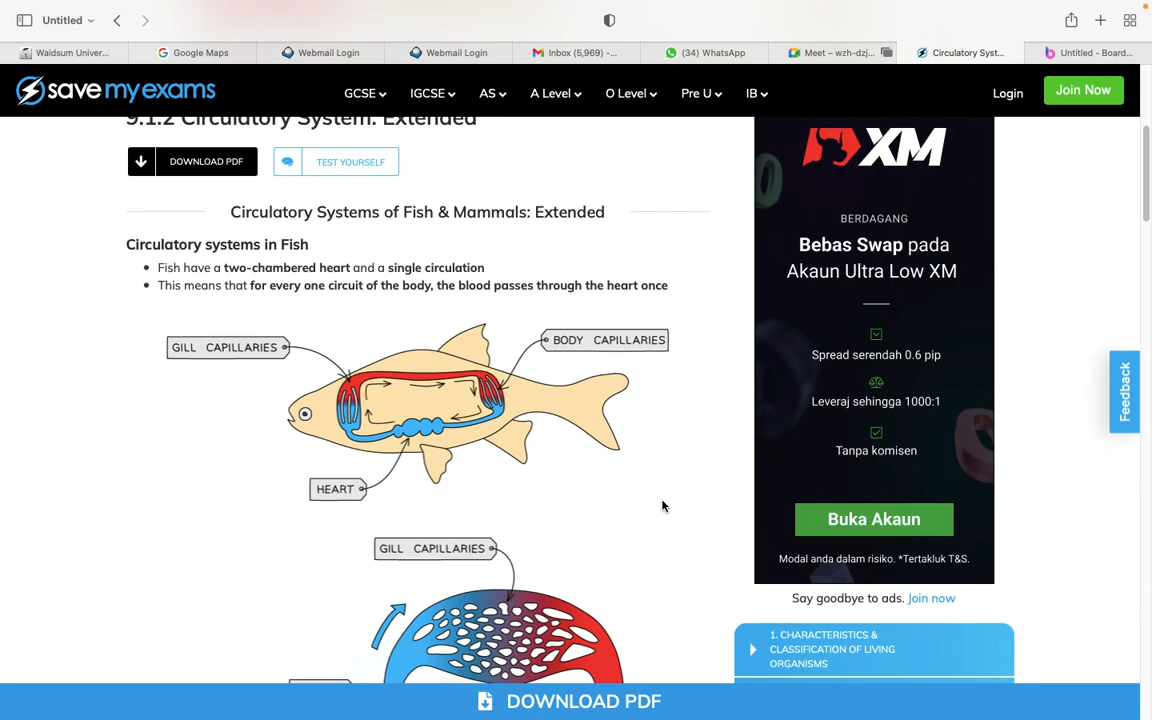 Untitled
Waidsum Univer...
Google Maps
Webmail Login
Webmail Login
Inbox (5,969) -...
(34) WhatsApp
Meet – wzh-dzj...
Circulatory Syst...
Untitled - Board...
save my exams
GCSE
IGCSE
AS
A Level
O Level
Pre U
IB
Login
Join Now
9.1.2 Circulatory System: Extended
DOWNLOAD PDF
TEST YOURSELF
Circulatory Systems of Fish & Mammals: Extended
Circulatory systems in Fish
Fish have a two-chambered heart and a single circulation
This means that for every one circuit of the body, the blood passes through the heart once
GILL CAPILLARIES
BODY CAPILLARIES
HEART
GILL CAPILLARIES
XM
BERDAGANG
Bebas Swap pada
Akaun Ultra Low XM
Spread serendah 0.6 pip
Leveraj sehingga 1000:1
Tanpa komisen
Buka Akaun
Modal anda dalam risiko. *Tertakluk T&S.
Say goodbye to ads. Join now
1. CHARACTERISTICS &
CLASSIFICATION OF LIVING
ORGANISMS
Feedback
DOWNLOAD PDF